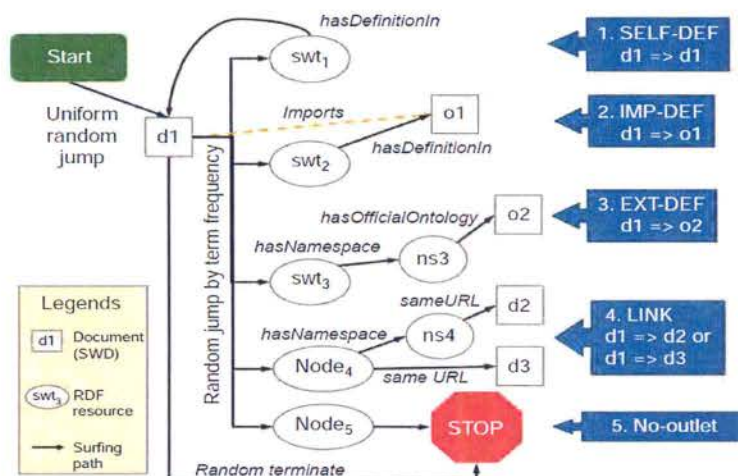 hasDefinitionIn
Start
swt1
1. SELF-DEF
d1 => d1
Uniform
random
jump
d1
Imports
o1
swt2
hasDefinitionIn
2. IMP-DEF
d1 => o1
Random jump by term frequency
hasOfficialOntology
o2
hasNamespace
swt3
ns3
3. EXT-DEF
d1 => o2
sameURL
d2
hasNamespace
ns4
Node4
same URL
d3
4. LINK
d1 => d2 or
d1 => d3
Node5
STOP
5. No-outlet
Random terminate
Legends
d1
Document
(SWD)
swt3
RDF
resource
Surfing
path